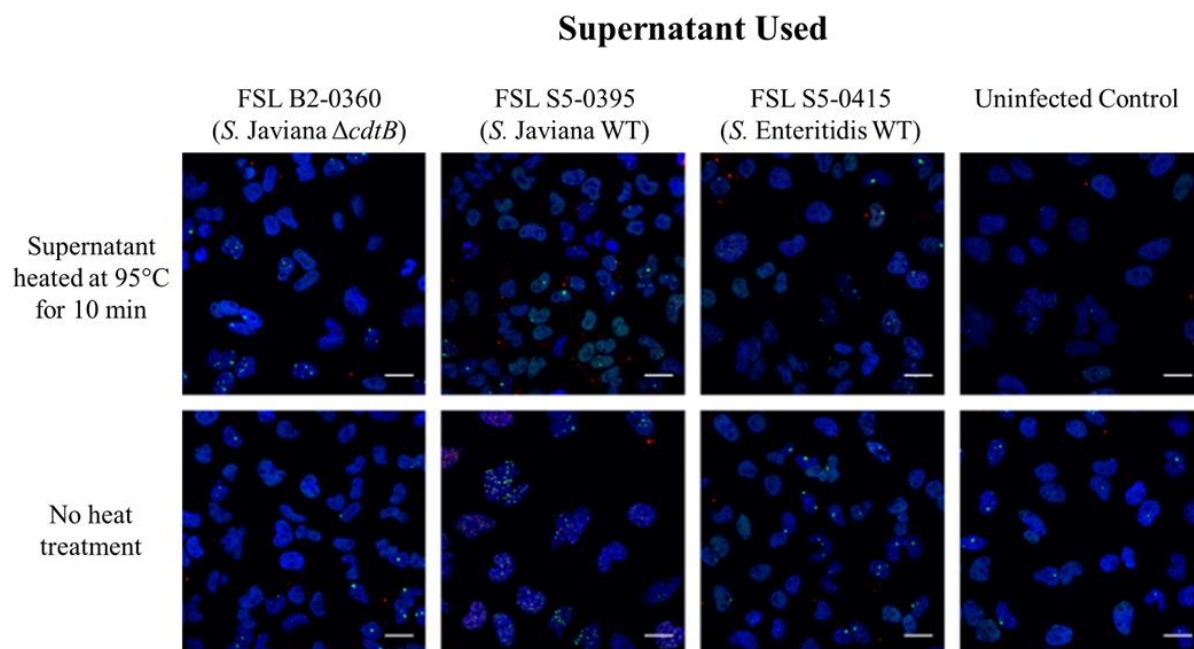 Supernatant Used
FSL B2-0360
(S. Javiana ΔcdtB)
FSL S5-0395
(S. Javiana WT)
FSL S5-0415
(S. Enteritidis WT)
Uninfected Control
Supernatant
heated at 95°C
for 10 min
No heat
treatment